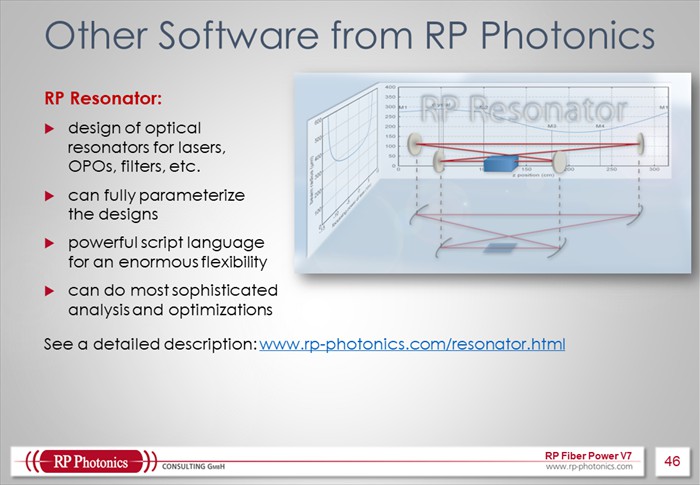 Other Software from RP Photonics
RP Resonator:
design of optical
resonators for lasers,
OPOs, filters, etc.
can fully parameterize
the designs
powerful script language
for an enormous flexibility
can do most sophisticated
analysis and optimizations
See a detailed description: www.rp-photonics.com/resonator.html
RP Resonator
400
350
300
250
200
150
100
50
0
M1
M3
M4
M1
0
50
200
250
300
z position (cm)
RP Photonics
CONSULTING GMBH
RP Fiber Power V7
www.rp-photonics.com
46